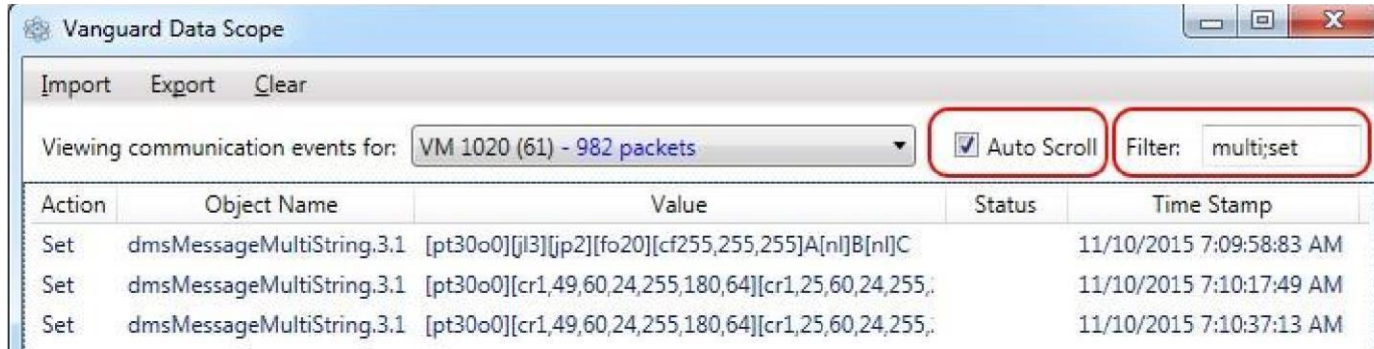 Vanguard Data Scope
Import Export Clear
Viewing communication events for: VM 1020 (61) - 982 packets Auto Scroll Filter: multi;set
Action Object Name Value Status Time Stamp
Set dmsMessageMultiString.3.1 [pt30o0][jl3][jp2][fo20][cf255,255,255]A[nl]B[nl]C 11/10/2015 7:09:58:83 AM
Set dmsMessageMultiString.3.1 [pt30o0][cr1,49,60,24,255,180,64][cr1,25,60,24,255, 11/10/2015 7:10:17:49 AM
Set dmsMessageMultiString.3.1 [pt30o0][cr1,49,60,24,255,180,64][cr1,25,60,24,255, 11/10/2015 7:10:37:13 AM